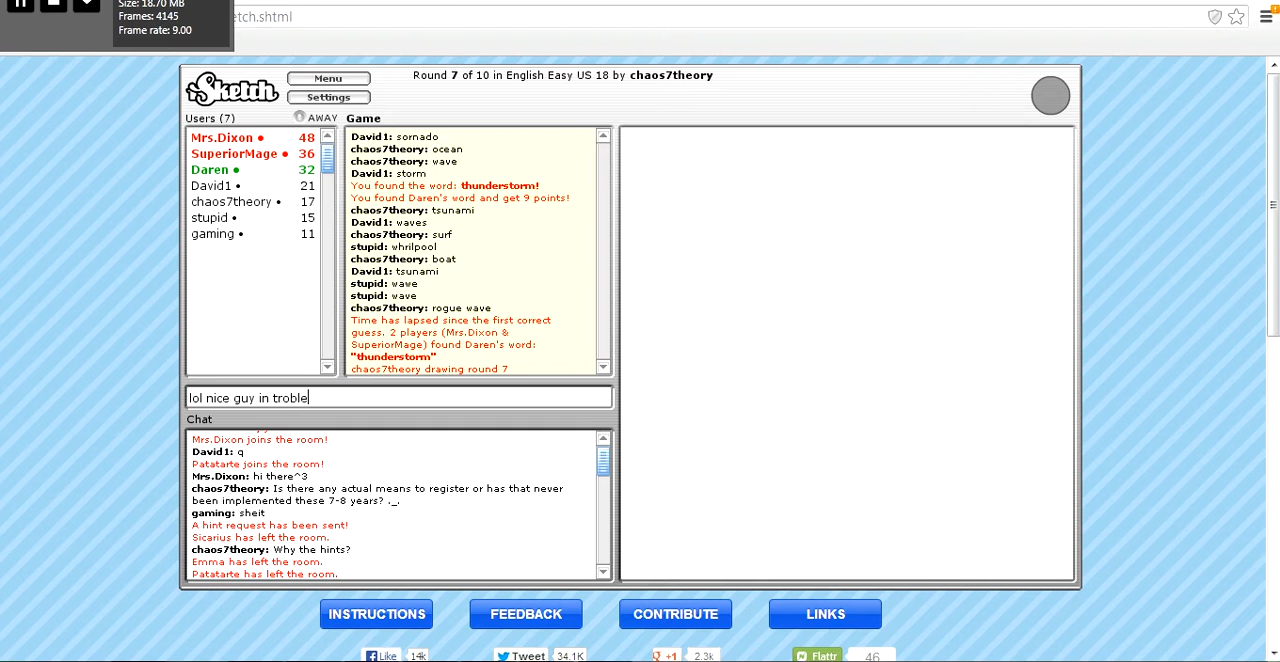 Size: 18.70 MB
Frames: 4145
Frame rate: 9.00
etch.shtml
iSketch
Menu
Settings
Round 7 of 10 in English Easy US 18 by chaos7theory
Users (7)
AWAY
Game
Mrs.Dixon • 48
SuperiorMage • 36
Daren • 32
David1 • 21
chaos7theory • 17
stupid • 15
gaming • 11
David1: sornado
chaos7theory: ocean
chaos7theory: wave
David1: storm
You found the word: thunderstorm!
You found Daren's word and get 9 points!
chaos7theory: tsunami
David1: waves
chaos7theory: surf
stupid: whrilpool
chaos7theory: boat
David1: tsunami
stupid: wawe
stupid: wave
chaos7theory: rogue wave
Time has lapsed since the first correct
guess. 2 players (Mrs.Dixon &
SuperiorMage) found Daren's word:
"thunderstorm"
chaos7theory drawing round 7
lol nice guy in troble
Chat
Mrs.Dixon joins the room!
David1: q
Patatarte joins the room!
Mrs.Dixon: hi there^3
chaos7theory: Is there any actual means to register or has that never
been implemented these 7-8 years? ._.
gaming: sheit
A hint request has been sent!
Sicarius has left the room.
chaos7theory: Why the hints?
Emma has left the room.
Patatarte has left the room.
INSTRUCTIONS
FEEDBACK
CONTRIBUTE
LINKS
Like 14k
Tweet 34.1K
+1 2.3k
Flattr 46